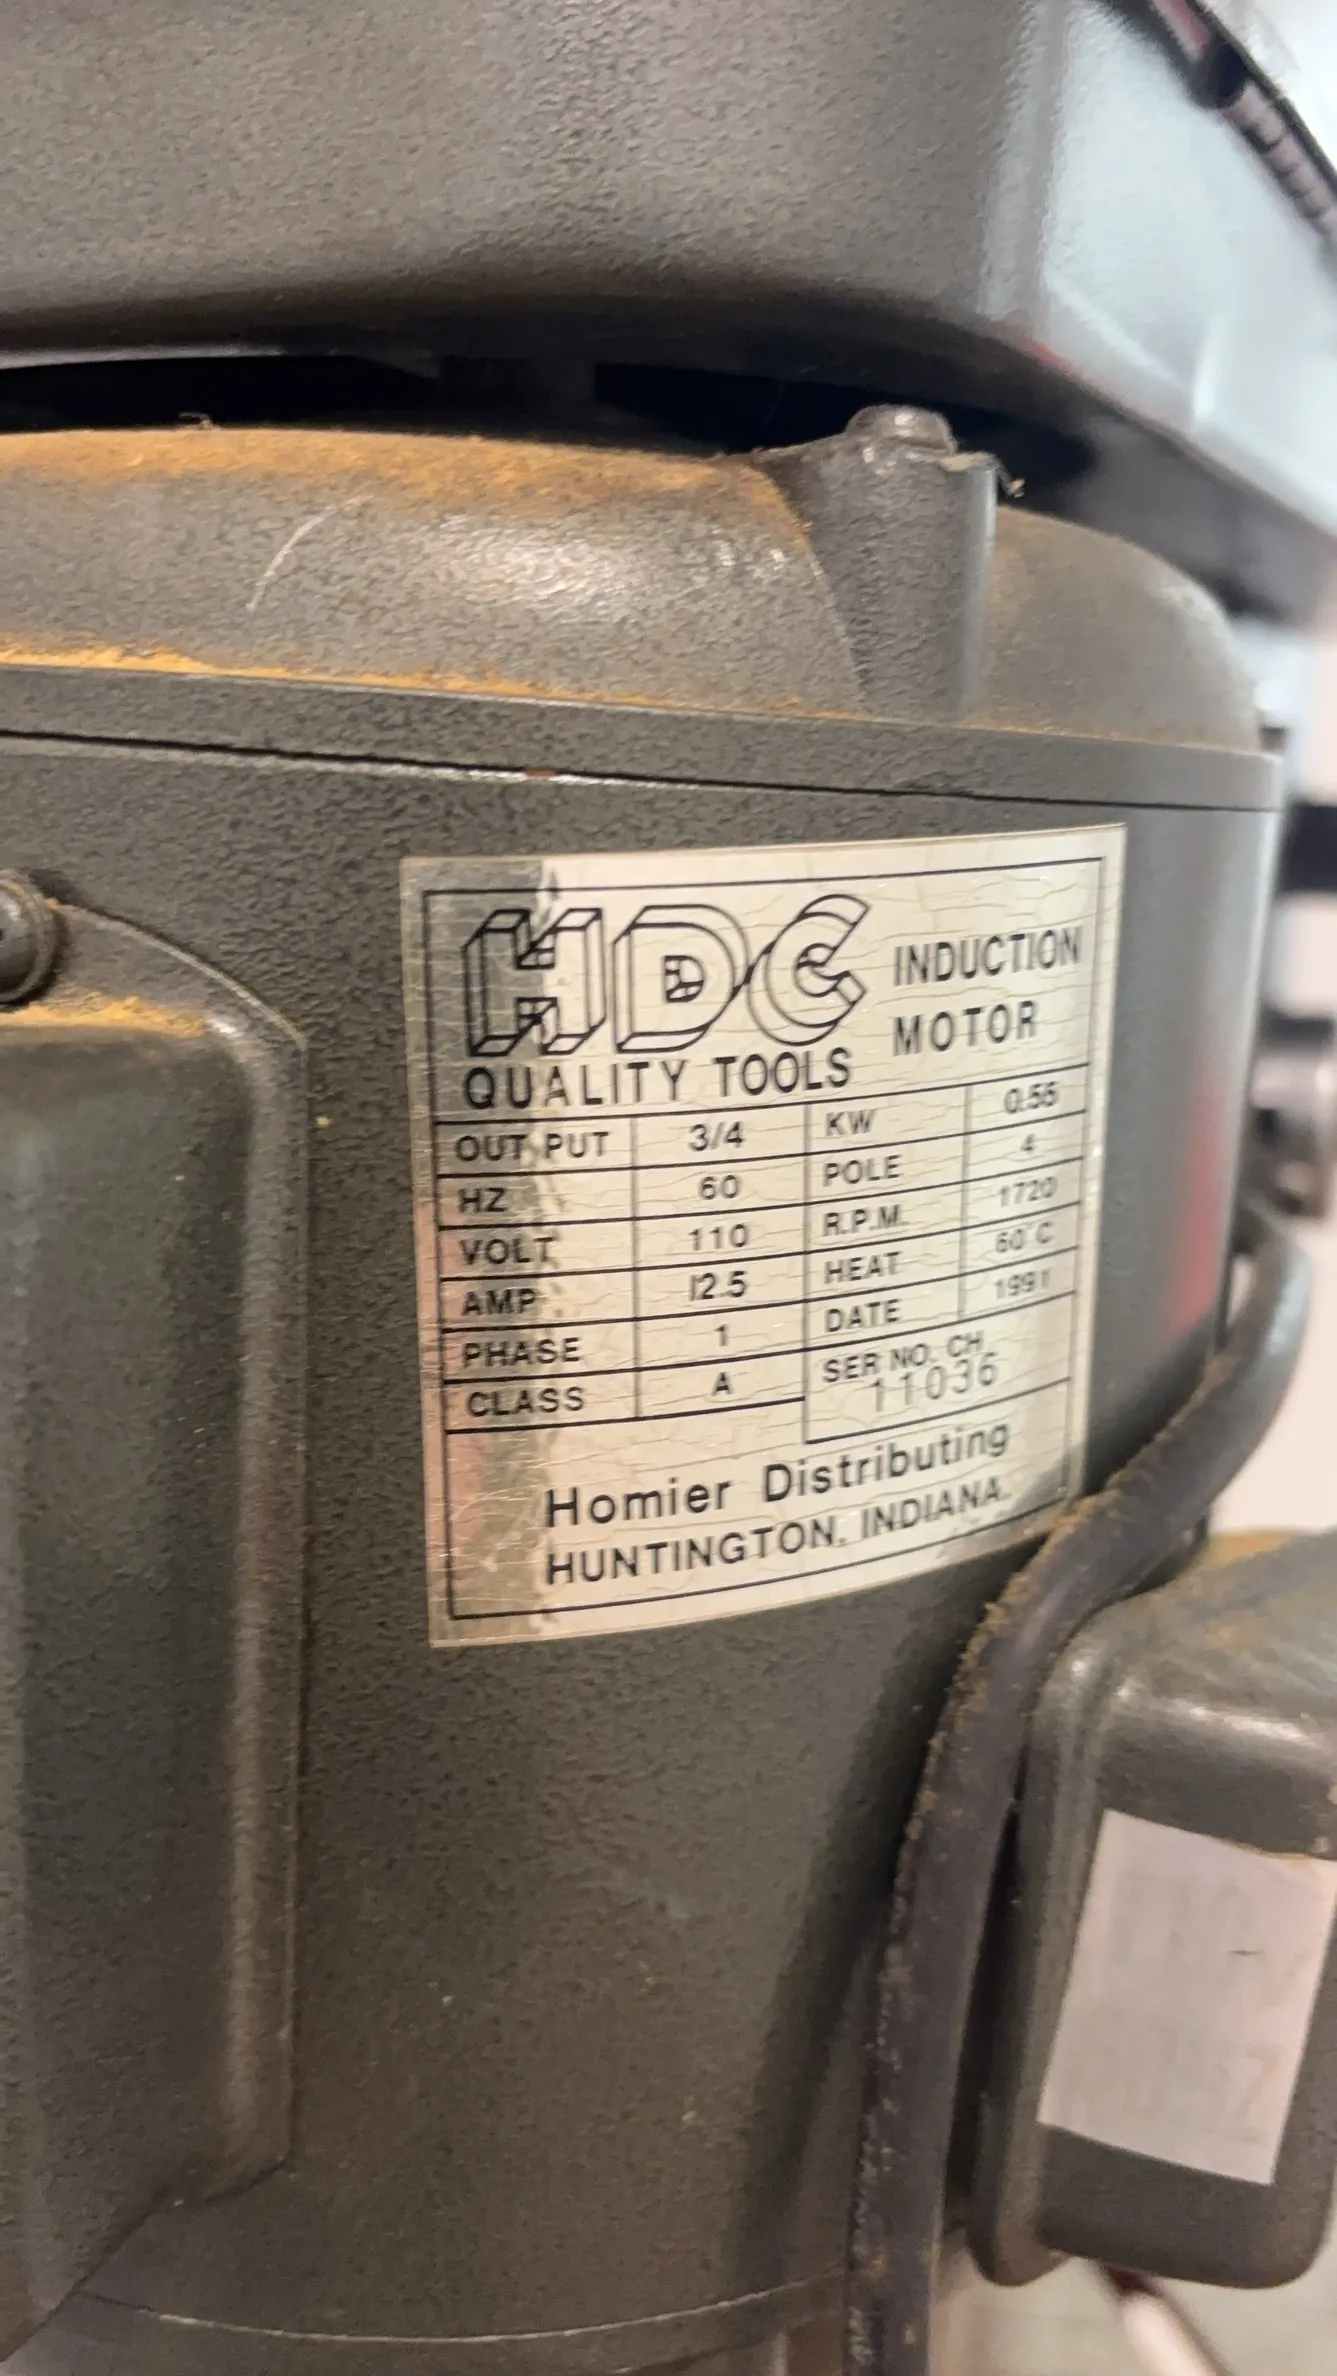 HDC INDUCTION
MOTOR
QUALITY TOOLS
OUT PUT 3/4 KW 0.55
HZ 60 POLE 4
VOLT 110 R.P.M. 1720
AMP 12.5 HEAT 60°C
PHASE 1 DATE 1991
CLASS A SER NO. CH
11036
Homier Distributing
HUNTINGTON, INDIANA.